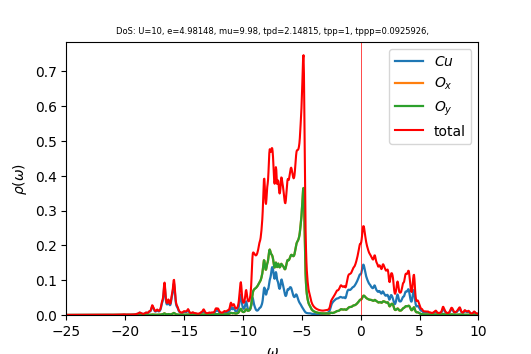 DoS: U=10, e=4.98148, mu=9.98, tpd=2.14815, tpp=1, tppp=0.0925926,
ρ(ω)
0.7
0.6
0.5
0.4
0.3
0.2
0.1
0.0
Cu
Oₓ
O_y
total
−25 −20 −15 −10 −5 0 5 10
ω